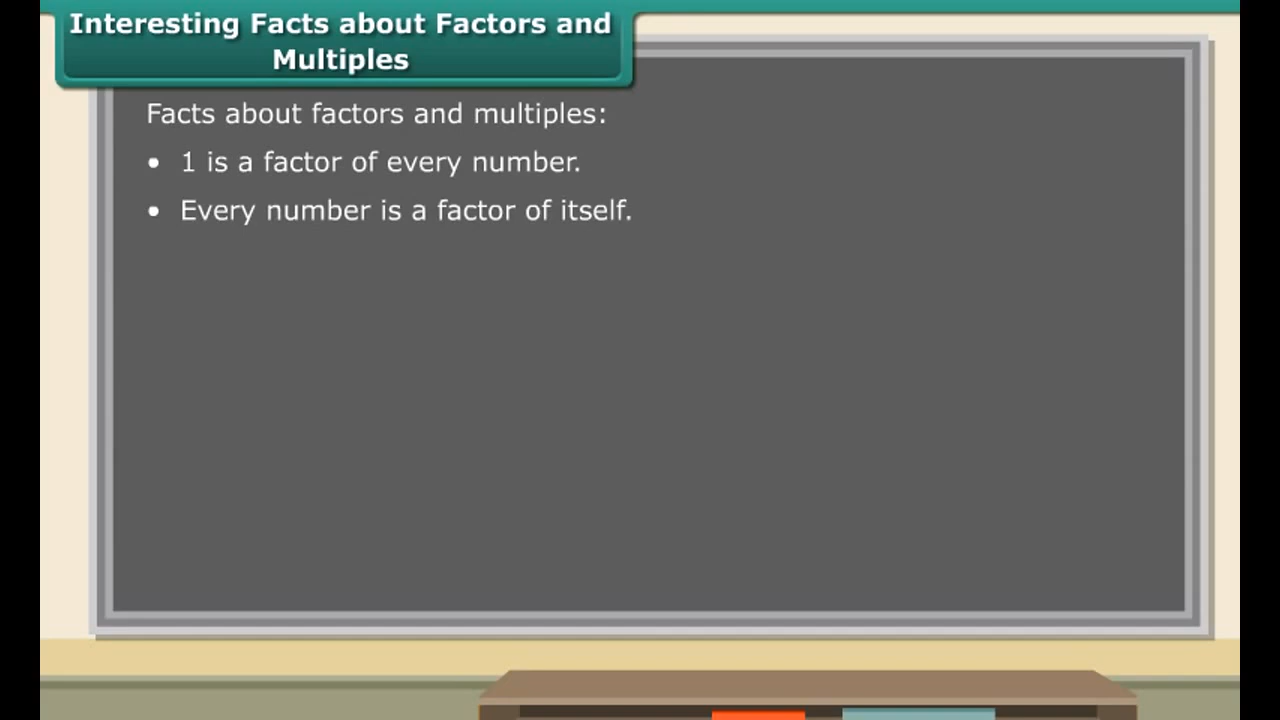 Interesting Facts about Factors and
Multiples
Facts about factors and multiples:
• 1 is a factor of every number.
• Every number is a factor of itself.